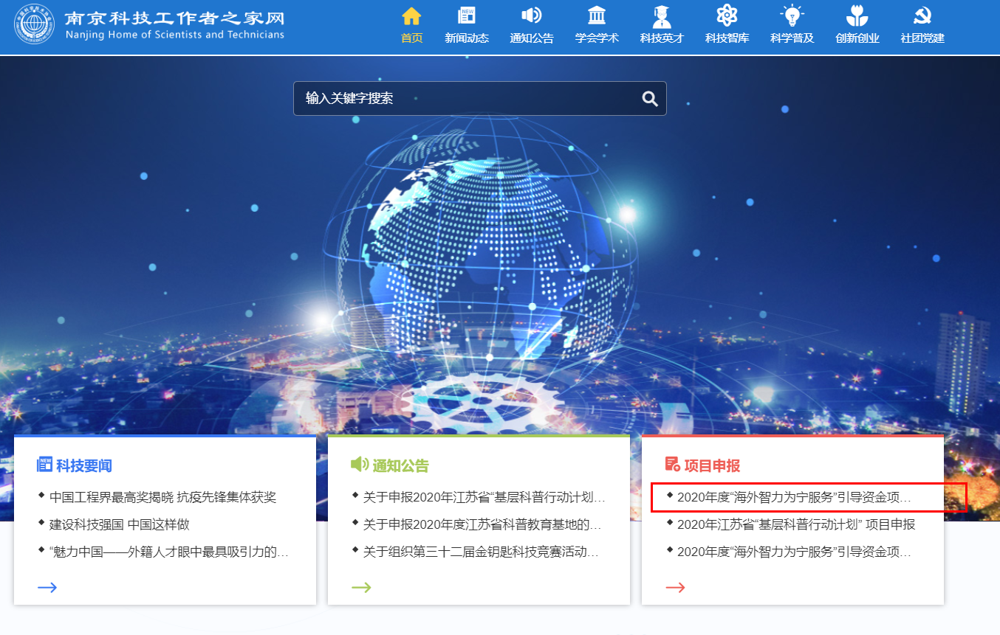 南京科技工作者之家网
Nanjing Home of Scientists and Technicians
首页 新闻动态 通知公告 学会学术 科技英才 科技智库 科学普及 创新创业 社团党建
输入关键字搜索
科技要闻
中国工程界最高奖揭晓 抗疫先锋集体获奖
建设科技强国 中国这样做
“魅力中国——外籍人才眼中最具吸引力的…
通知公告
关于申报2020年江苏省“基层科普行动计划…
关于申报2020年度江苏省科普教育基地的…
关于组织第三十二届金钥匙科技竞赛活动…
项目申报
2020年度“海外智力为宁服务”引导资金项…
2020年江苏省“基层科普行动计划” 项目申报
2020年度“海外智力为宁服务”引导资金项…